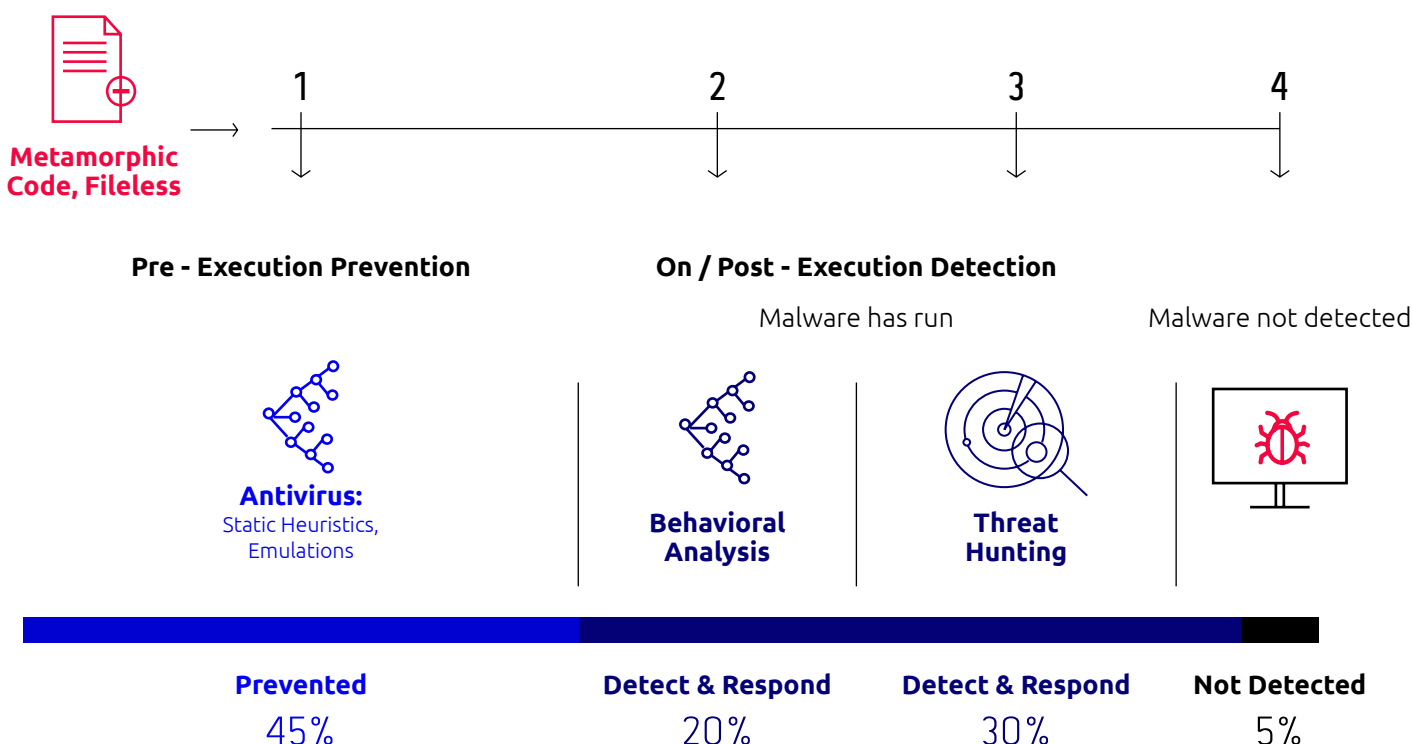 1
2
3
4
Metamorphic
Code, Fileless
Pre - Execution Prevention
On / Post - Execution Detection
Malware has run
Malware not detected
Antivirus:
Static Heuristics,
Emulations
Behavioral
Analysis
Threat
Hunting
Prevented
Detect & Respond
Detect & Respond
Not Detected
45%
20%
30%
5%